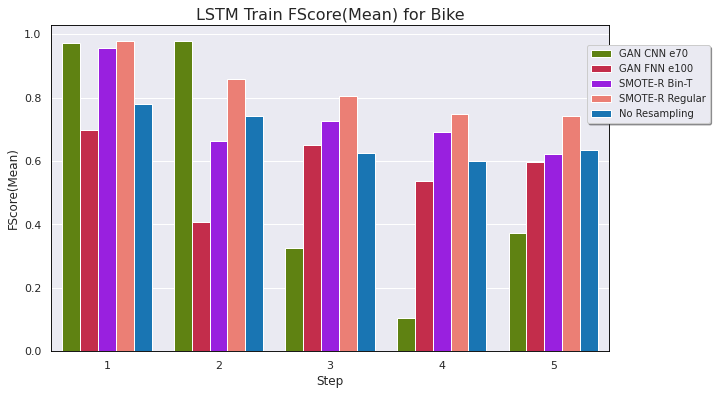 LSTM Train FScore(Mean) for Bike
FScore(Mean)
1.0
0.8
0.6
0.4
0.2
0.0
1 2 3 4 5
Step
GAN CNN e70
GAN FNN e100
SMOTE-R Bin-T
SMOTE-R Regular
No Resampling